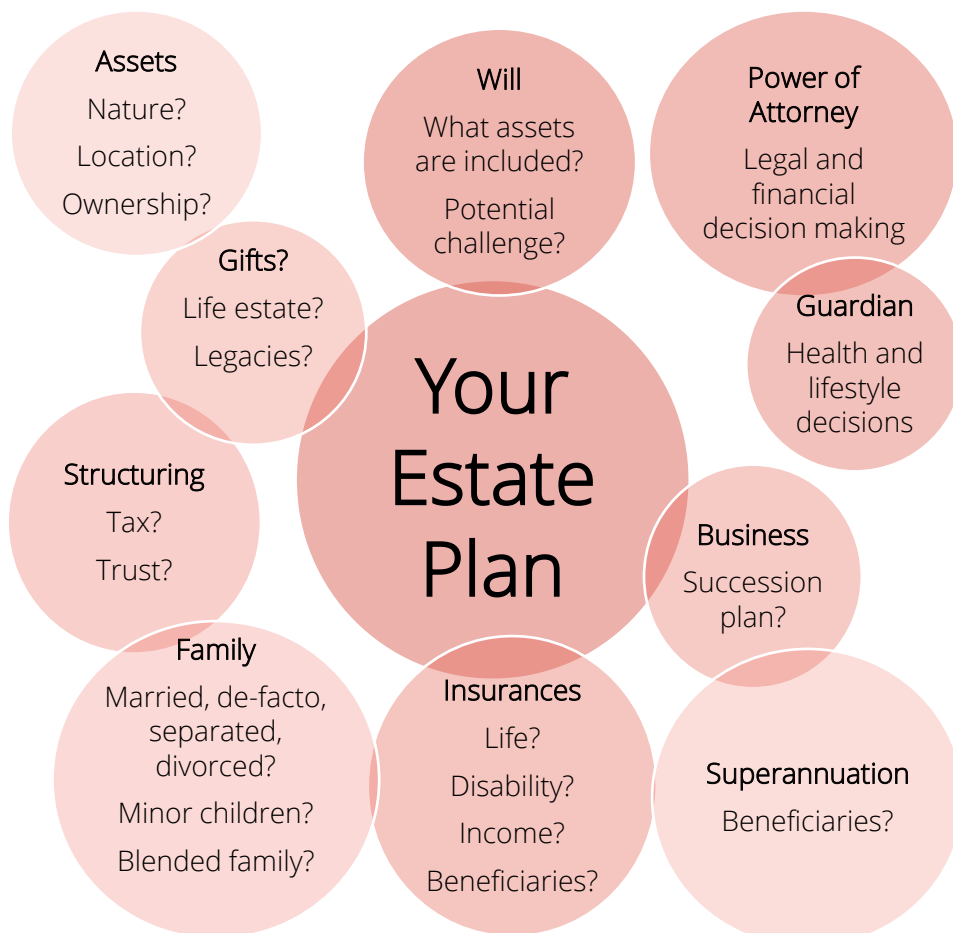 Assets
Nature?
Location?
Ownership?
Will
What assets
are included?
Potential
challenge?
Power of
Attorney
Legal and
financial
decision making
Gifts?
Life estate?
Legacies?
Guardian
Health and
lifestyle
decisions
Your
Estate
Plan
Structuring
Tax?
Trust?
Business
Succession
plan?
Family
Married, de-facto,
separated,
divorced?
Minor children?
Blended family?
Insurances
Life?
Disability?
Income?
Beneficiaries?
Superannuation
Beneficiaries?